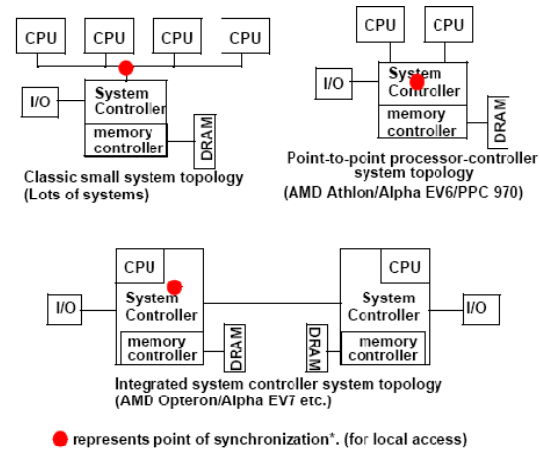 CPU CPU CPU CPU
I/O
System
Controller
memory
controller
DRAM
Classic small system topology
(Lots of systems)
CPU CPU
I/O
System
Controller
memory
controller
DRAM
Point-to-point processor-controller
system topology
(AMD Athlon/Alpha EV6/PPC 970)
CPU
I/O
System
Controller
memory
controller
DRAM
CPU
System
Controller
I/O
DRAM
memory
controller
Integrated system controller system topology
(AMD Opteron/Alpha EV7 etc.)
represents point of synchronization*. (for local access)